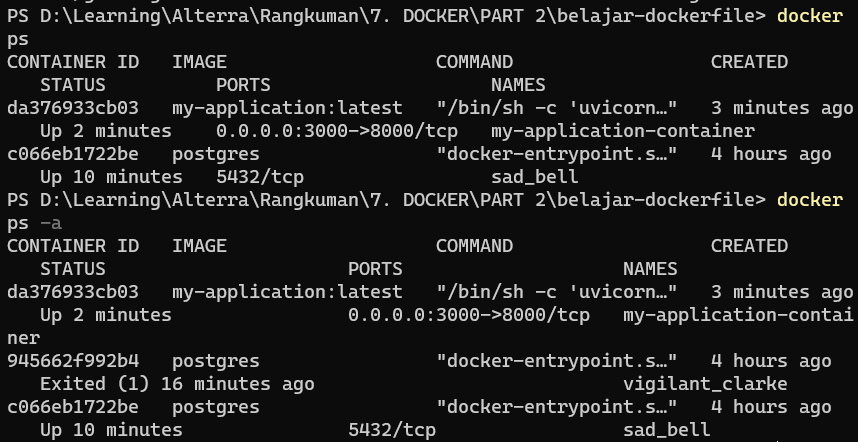 PS D:\Learning\Alterra\Rangkuman\7. DOCKER\PART 2\belajar-dockerfile> docker
ps
CONTAINER ID   IMAGE                   COMMAND                  CREATED
   STATUS          PORTS                    NAMES
da376933cb03   my-application:latest   "/bin/sh -c 'uvicorn…"   3 minutes ago
   Up 2 minutes    0.0.0.0:3000->8000/tcp   my-application-container
c066eb1722be   postgres                "docker-entrypoint.s…"   4 hours ago
   Up 10 minutes   5432/tcp                 sad_bell
PS D:\Learning\Alterra\Rangkuman\7. DOCKER\PART 2\belajar-dockerfile> docker
ps -a
CONTAINER ID   IMAGE                   COMMAND                  CREATED
   STATUS                      PORTS                    NAMES
da376933cb03   my-application:latest   "/bin/sh -c 'uvicorn…"   3 minutes ago
   Up 2 minutes                0.0.0.0:3000->8000/tcp   my-application-contai
ner
945662f992b4   postgres                "docker-entrypoint.s…"   4 hours ago
   Exited (1) 16 minutes ago                            vigilant_clarke
c066eb1722be   postgres                "docker-entrypoint.s…"   4 hours ago
   Up 10 minutes               5432/tcp                 sad_bell